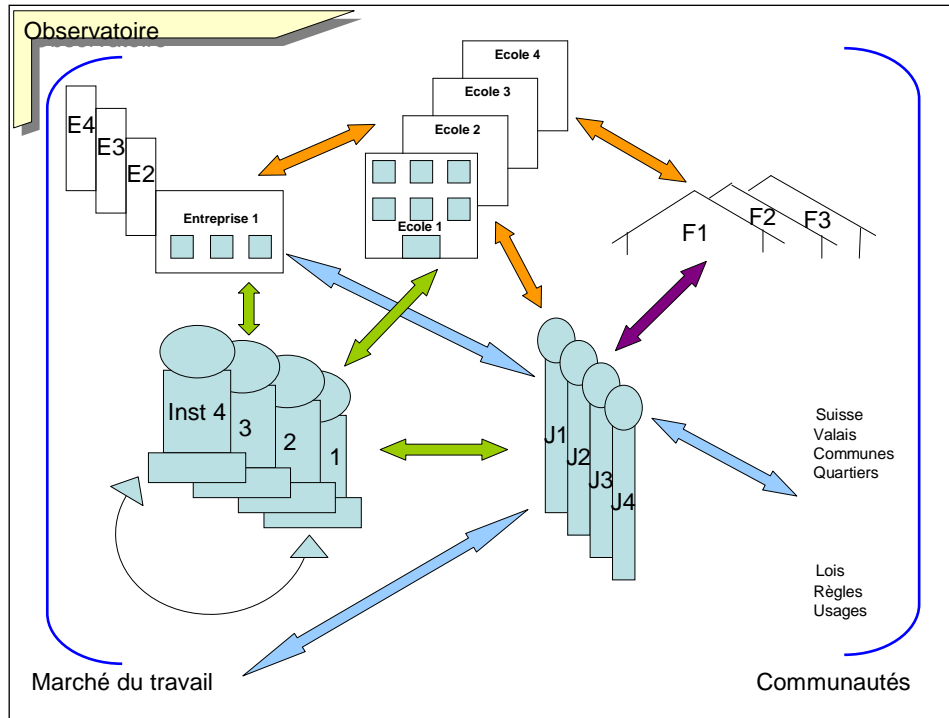 Observatoire
Ecole 4
Ecole 3
Ecole 2
Ecole 1
E4
E3
E2
Entreprise 1
F1
F2
F3
Inst 4
3
2
1
J1
J2
J3
J4
Suisse
Valais
Communes
Quartiers
Lois
Règles
Usages
Marché du travail
Communautés